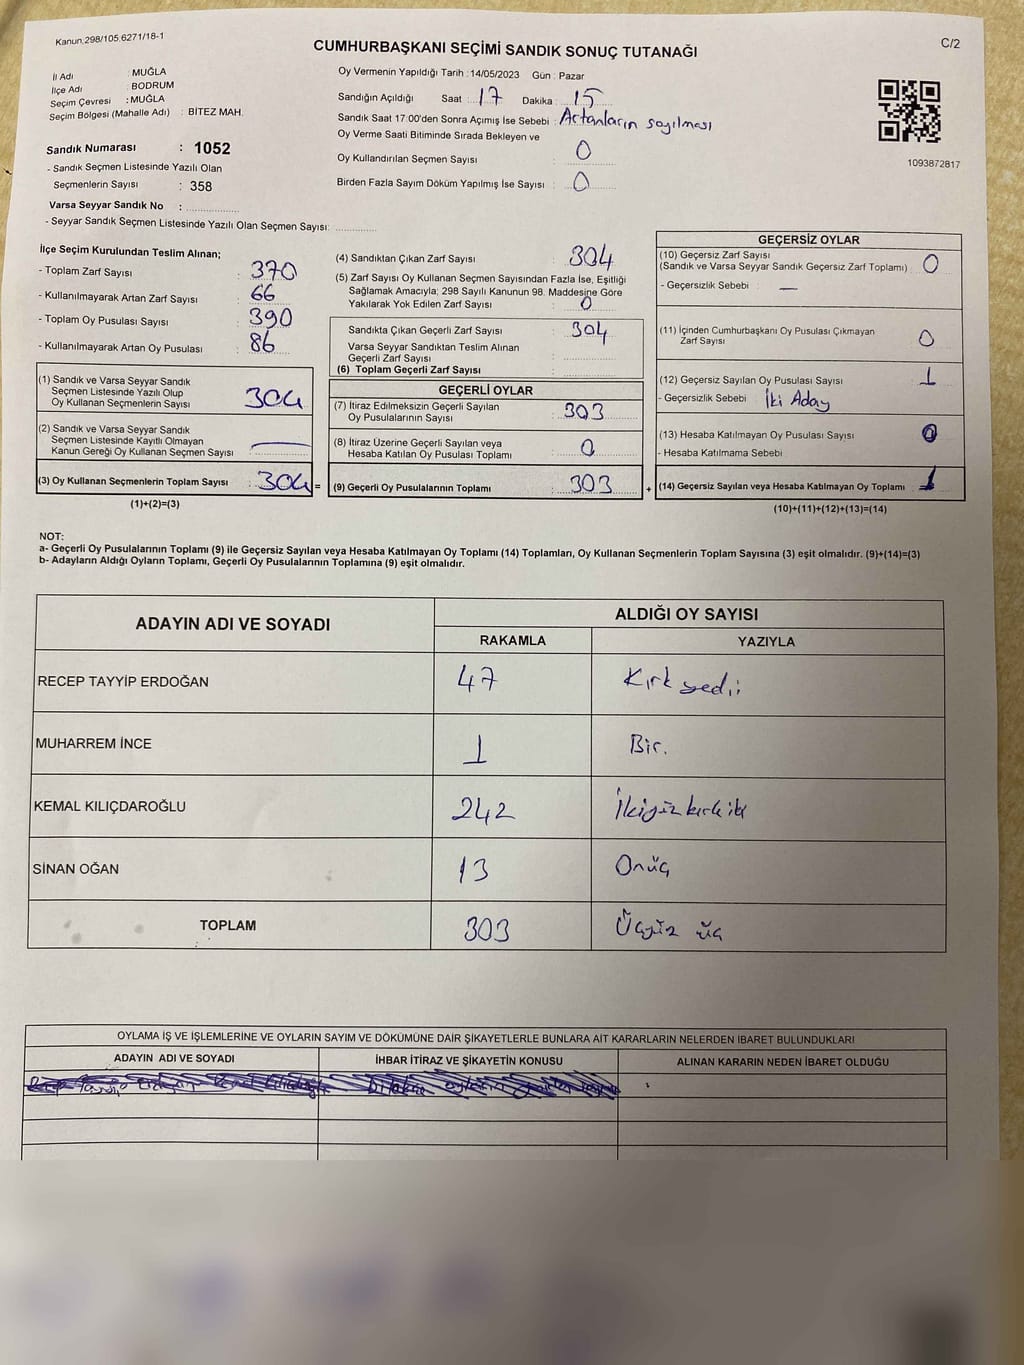 Kanun.298/105,6271/18-1
C/2
CUMHURBAŞKANI SEÇİMİ SANDIK SONUÇ TUTANAĞI
İl Adı : MUĞLA
İlçe Adı : BODRUM
Seçim Çevresi : MUĞLA
Seçim Bölgesi (Mahalle Adı) : BİTEZ MAH.
Sandık Numarası : 1052
- Sandık Seçmen Listesinde Yazılı Olan
Seçmenlerin Sayısı : 358
Varsa Seyyar Sandık No :
- Seyyar Sandık Seçmen Listesinde Yazılı Olan Seçmen Sayısı:
Oy Vermenin Yapıldığı Tarih : 14/05/2023 Gün : Pazar
Sandığın Açıldığı Saat : 17 Dakika : 15
Sandık Saat 17:00'den Sonra Açımış İse Sebebi : Artanların sayılması
Oy Verme Saati Bitiminde Sırada Bekleyen ve
Oy Kullandırılan Seçmen Sayısı : 0
Birden Fazla Sayım Döküm Yapılmış İse Sayısı : 0
1093872817
İlçe Seçim Kurulundan Teslim Alınan;
- Toplam Zarf Sayısı : 370
- Kullanılmayarak Artan Zarf Sayısı : 66
- Toplam Oy Pusulası Sayısı : 390
- Kullanılmayarak Artan Oy Pusulası : 86
(1) Sandık ve Varsa Seyyar Sandık
Seçmen Listesinde Yazılı Olup
Oy Kullanan Seçmenlerin Sayısı : 304
(2) Sandık ve Varsa Seyyar Sandık
Seçmen Listesinde Kayıtlı Olmayan
Kanun Gereği Oy Kullanan Seçmen Sayısı :
(3) Oy Kullanan Seçmenlerin Toplam Sayısı : 304 =
(1)+(2)=(3)
(4) Sandıktan Çıkan Zarf Sayısı : 304
(5) Zarf Sayısı Oy Kullanan Seçmen Sayısından Fazla İse, Eşitliği
Sağlamak Amacıyla; 298 Sayılı Kanunun 98. Maddesine Göre
Yakılarak Yok Edilen Zarf Sayısı : 0
Sandıkta Çıkan Geçerli Zarf Sayısı : 304
Varsa Seyyar Sandıktan Teslim Alınan
Geçerli Zarf Sayısı :
(6) Toplam Geçerli Zarf Sayısı :
GEÇERLİ OYLAR
(7) İtiraz Edilmeksizin Geçerli Sayılan
Oy Pusulalarının Sayısı : 303
(8) İtiraz Üzerine Geçerli Sayılan veya
Hesaba Katılan Oy Pusulası Toplamı : 0
(9) Geçerli Oy Pusulalarının Toplamı : 303 +
GEÇERSİZ OYLAR
(10) Geçersiz Zarf Sayısı
(Sandık ve Varsa Seyyar Sandık Geçersiz Zarf Toplamı) : 0
- Geçersizlik Sebebi : —
(11) İçinden Cumhurbaşkanı Oy Pusulası Çıkmayan
Zarf Sayısı : 0
(12) Geçersiz Sayılan Oy Pusulası Sayısı : 1
- Geçersizlik Sebebi : İki Aday
(13) Hesaba Katılmayan Oy Pusulası Sayısı : 0
- Hesaba Katılmama Sebebi
(14) Geçersiz Sayılan veya Hesaba Katılmayan Oy Toplamı : 1
(10)+(11)+(12)+(13)=(14)
NOT:
a- Geçerli Oy Pusulalarının Toplamı (9) ile Geçersiz Sayılan veya Hesaba Katılmayan Oy Toplamı (14) Toplamları, Oy Kullanan Seçmenlerin Toplam Sayısına (3) eşit olmalıdır. (9)+(14)=(3)
b- Adayların Aldığı Oyların Toplamı, Geçerli Oy Pusulalarının Toplamına (9) eşit olmalıdır.
ADAYIN ADI VE SOYADI
ALDIĞI OY SAYISI
RAKAMLA YAZIYLA
RECEP TAYYİP ERDOĞAN 47 Kırk yedi
MUHARREM İNCE 1 Bir.
KEMAL KILIÇDAROĞLU 242 İkiyüzkırkiki
SİNAN OĞAN 13 Onüç
TOPLAM 303 Üçyüz üç
OYLAMA İŞ VE İŞLEMLERİNE VE OYLARIN SAYIM VE DÖKÜMÜNE DAİR ŞİKAYETLERLE BUNLARA AİT KARARLARIN NELERDEN İBARET BULUNDUKLARI
ADAYIN ADI VE SOYADI İHBAR İTİRAZ VE ŞİKAYETİN KONUSU ALINAN KARARIN NEDEN İBARET OLDUĞU